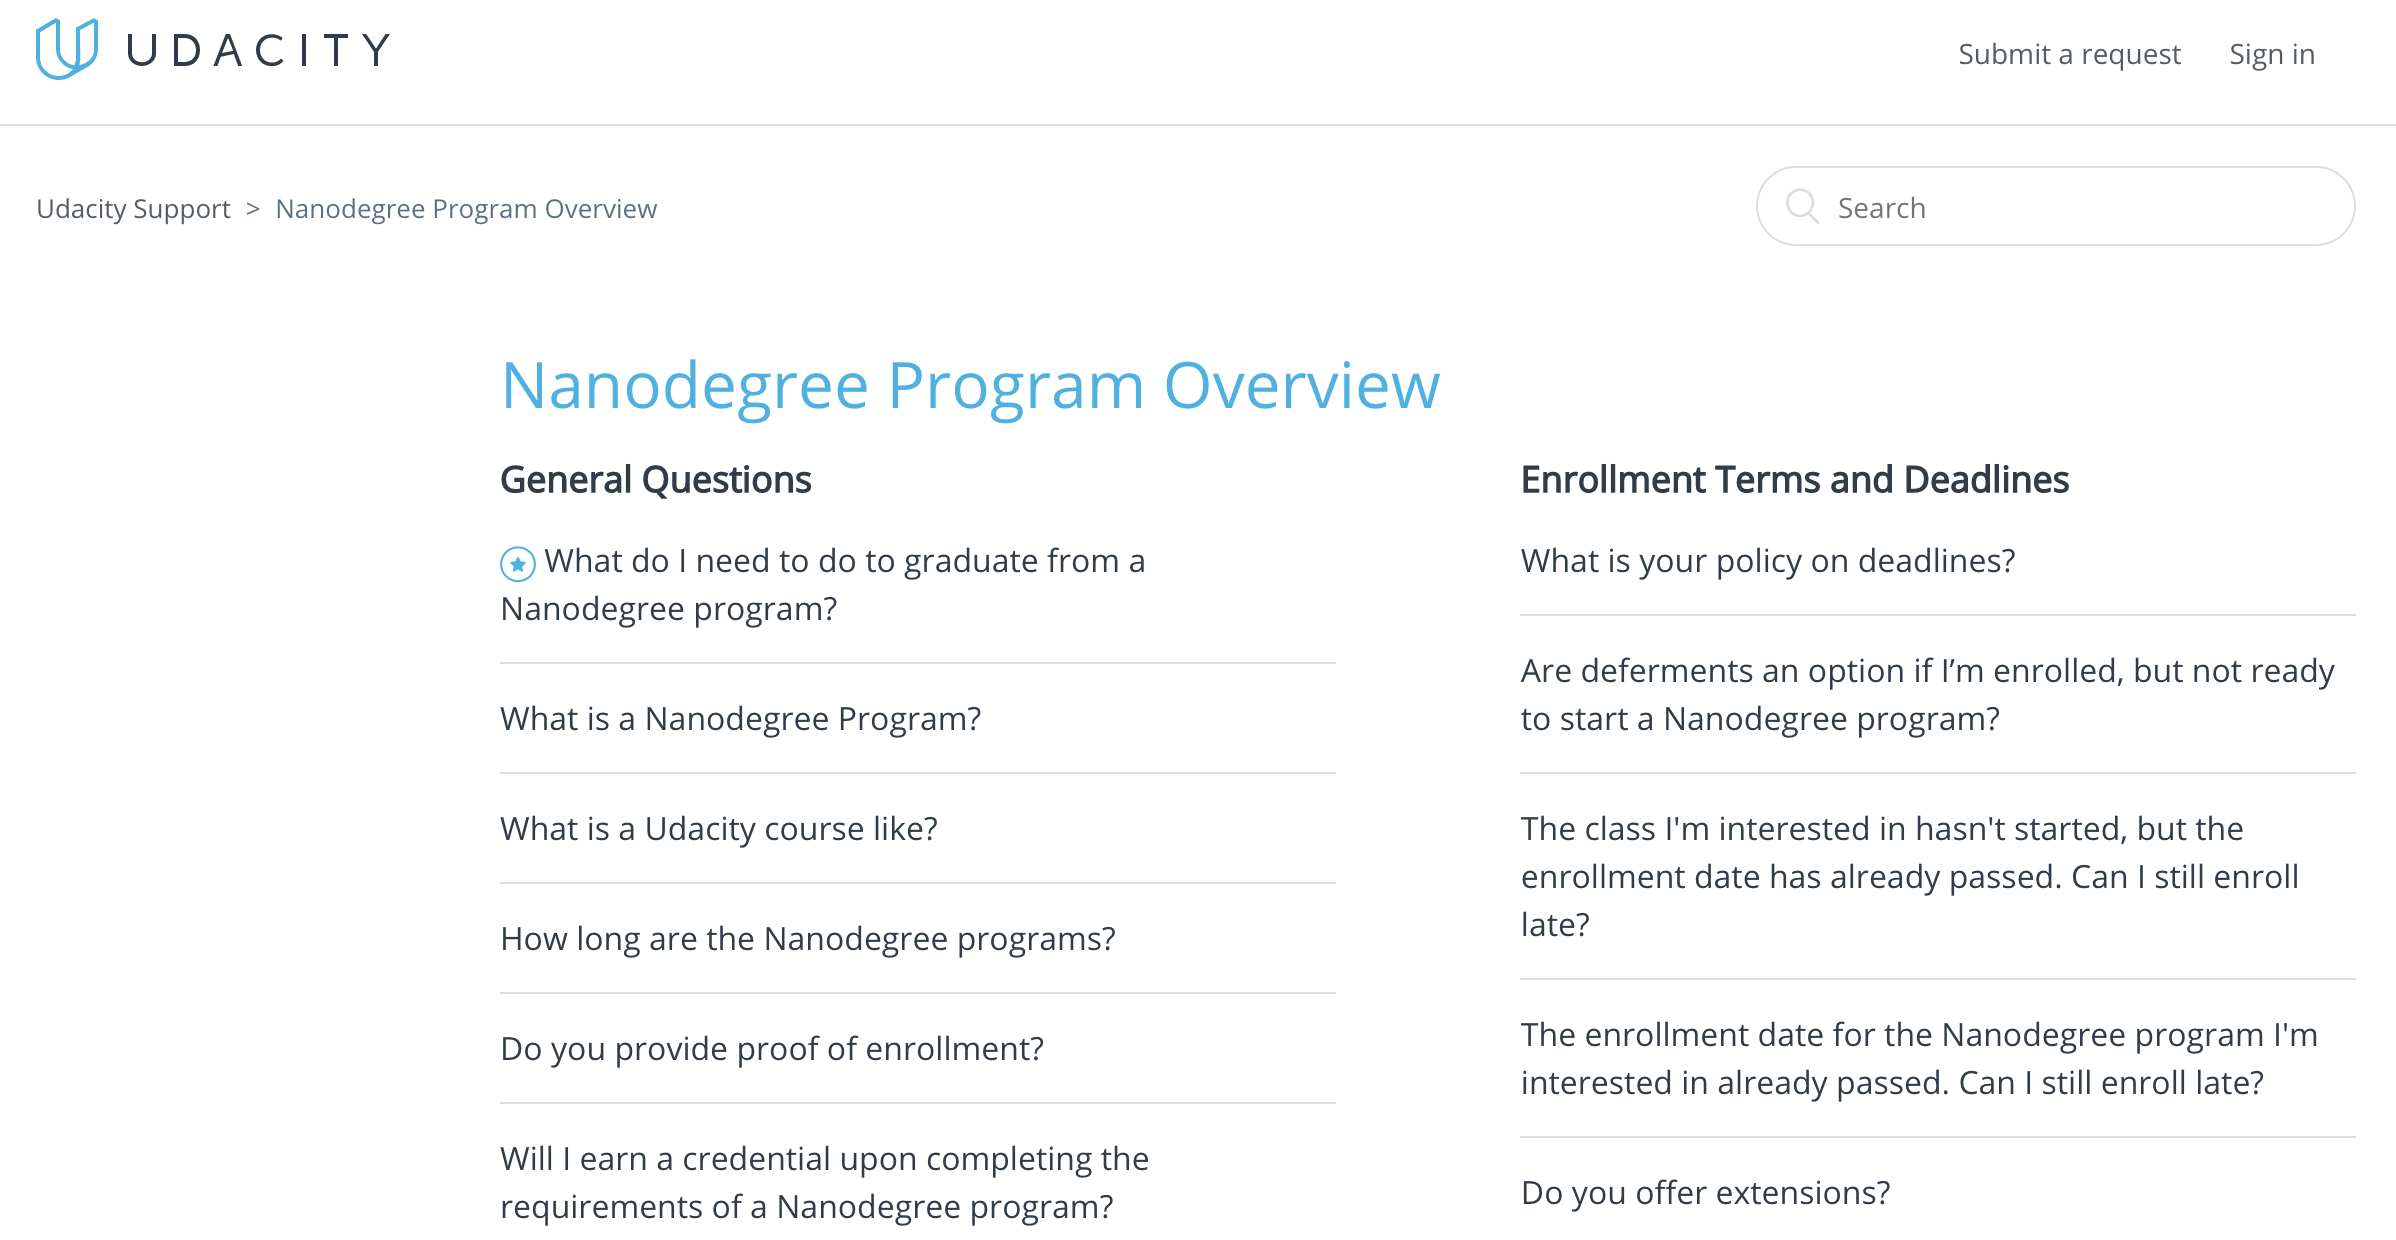 UDACITY
Submit a request
Sign in
Udacity Support > Nanodegree Program Overview
Search
Nanodegree Program Overview
General Questions
What do I need to do to graduate from a
Nanodegree program?
What is a Nanodegree Program?
What is a Udacity course like?
How long are the Nanodegree programs?
Do you provide proof of enrollment?
Will I earn a credential upon completing the
requirements of a Nanodegree program?
Enrollment Terms and Deadlines
What is your policy on deadlines?
Are deferments an option if I’m enrolled, but not ready
to start a Nanodegree program?
The class I'm interested in hasn't started, but the
enrollment date has already passed. Can I still enroll
late?
The enrollment date for the Nanodegree program I'm
interested in already passed. Can I still enroll late?
Do you offer extensions?